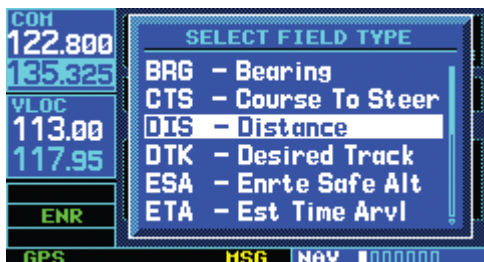 COM
122.800
135.325
VLOC
113.00
117.95
ENR
SELECT FIELD TYPE
BRG – Bearing
CTS – Course To Steer
DIS – Distance
DTK – Desired Track
ESA – Enrte Safe Alt
ETA – Est Time Arvl
GPS MSG NAV